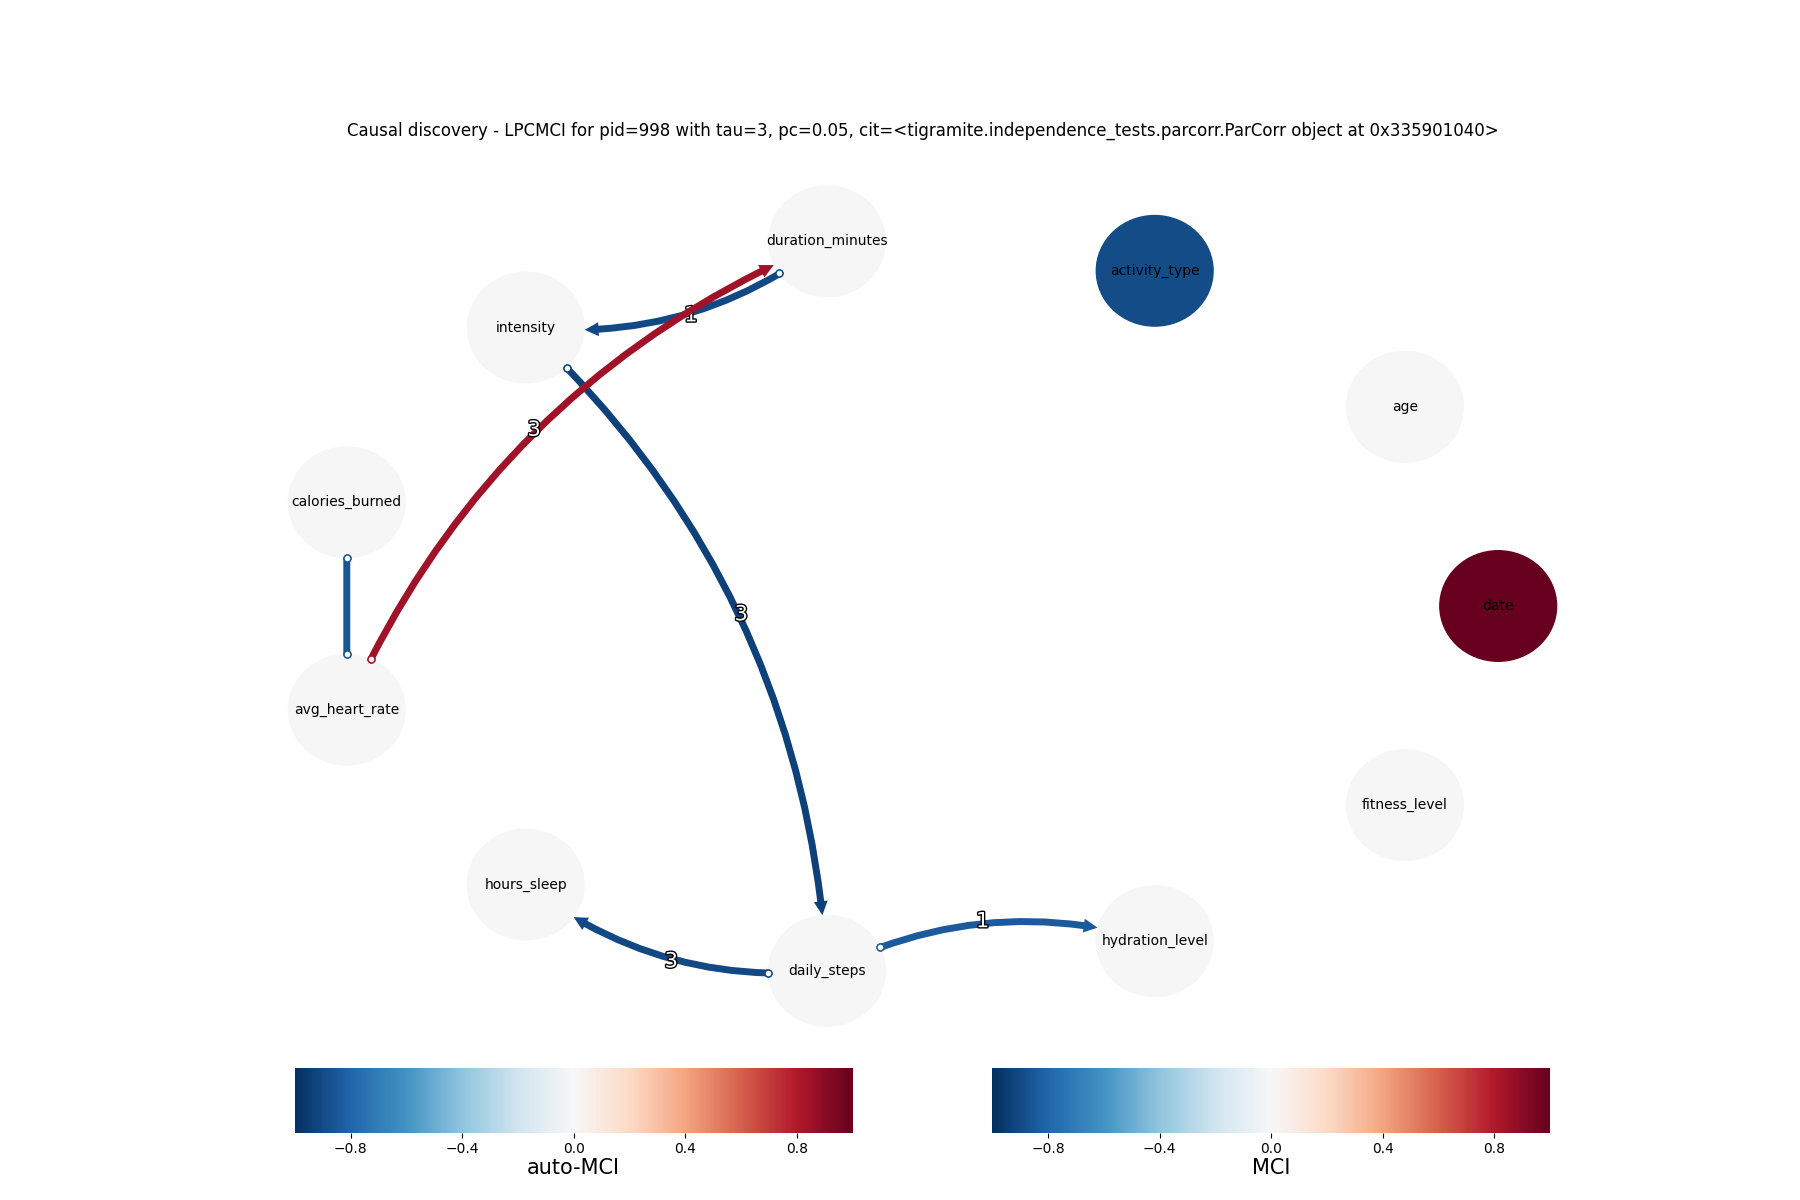 Causal discovery - LPCMCI for pid=998 with tau=3, pc=0.05, cit=<tigramite.independence_tests.parcorr.ParCorr object at 0x335901040>
duration_minutes
activity_type
1
intensity
age
3
calories_burned
date
3
avg_heart_rate
fitness_level
hours_sleep
1
hydration_level
3
daily_steps
−0.8 −0.4 0.0 0.4 0.8
auto-MCI
−0.8 −0.4 0.0 0.4 0.8
MCI